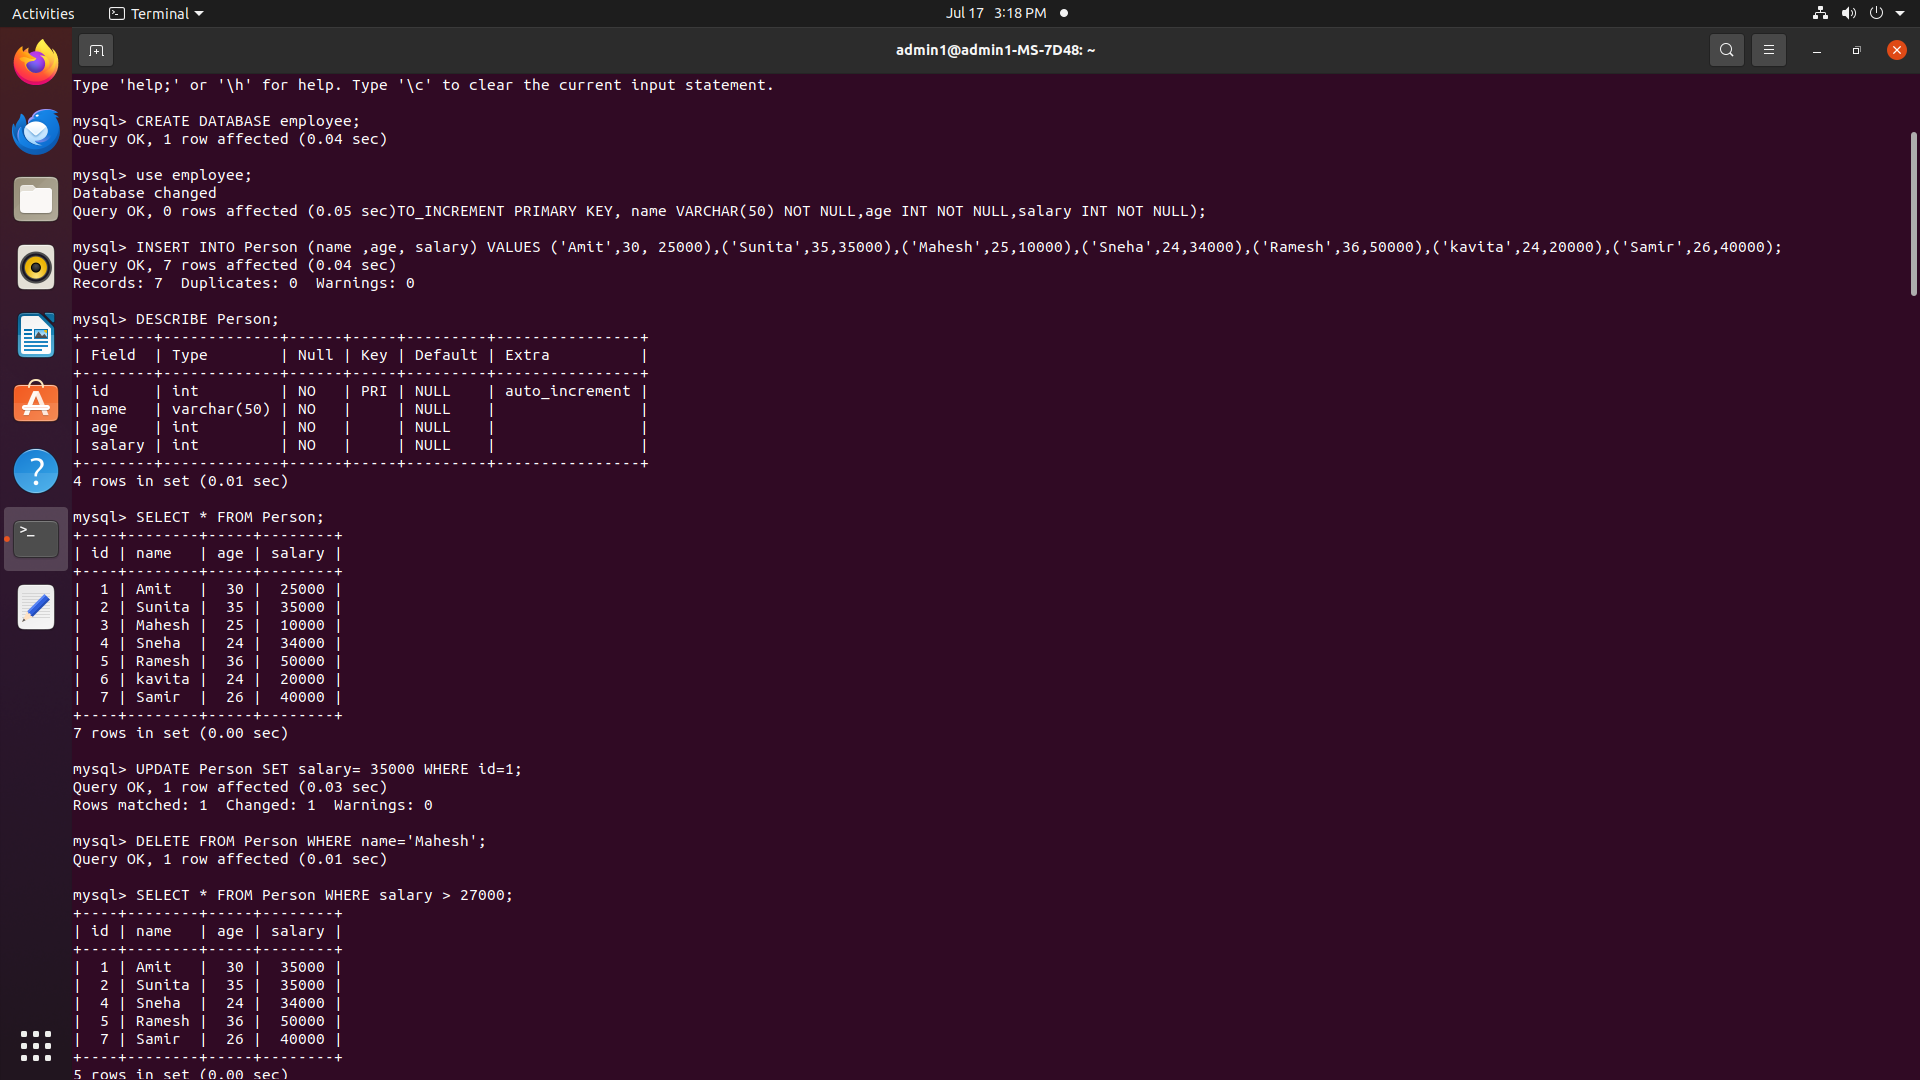 Activities Terminal Jul 17 3:18 PM
admin1@admin1-MS-7D48: ~
Type 'help;' or '\h' for help. Type '\c' to clear the current input statement.
mysql> CREATE DATABASE employee;
Query OK, 1 row affected (0.04 sec)
mysql> use employee;
Database changed
Query OK, 0 rows affected (0.05 sec)TO_INCREMENT PRIMARY KEY, name VARCHAR(50) NOT NULL,age INT NOT NULL,salary INT NOT NULL);
mysql> INSERT INTO Person (name ,age, salary) VALUES ('Amit',30, 25000),('Sunita',35,35000),('Mahesh',25,10000),('Sneha',24,34000),('Ramesh',36,50000),('kavita',24,20000),('Samir',26,40000);
Query OK, 7 rows affected (0.04 sec)
Records: 7  Duplicates: 0  Warnings: 0
mysql> DESCRIBE Person;
+--------+-------------+------+-----+---------+----------------+
| Field  | Type        | Null | Key | Default | Extra          |
+--------+-------------+------+-----+---------+----------------+
| id     | int         | NO   | PRI | NULL    | auto_increment |
| name   | varchar(50) | NO   |     | NULL    |                |
| age    | int         | NO   |     | NULL    |                |
| salary | int         | NO   |     | NULL    |                |
+--------+-------------+------+-----+---------+----------------+
4 rows in set (0.01 sec)
mysql> SELECT * FROM Person;
+----+--------+-----+--------+
| id | name   | age | salary |
+----+--------+-----+--------+
|  1 | Amit   |  30 |  25000 |
|  2 | Sunita |  35 |  35000 |
|  3 | Mahesh |  25 |  10000 |
|  4 | Sneha  |  24 |  34000 |
|  5 | Ramesh |  36 |  50000 |
|  6 | kavita |  24 |  20000 |
|  7 | Samir  |  26 |  40000 |
+----+--------+-----+--------+
7 rows in set (0.00 sec)
mysql> UPDATE Person SET salary= 35000 WHERE id=1;
Query OK, 1 row affected (0.03 sec)
Rows matched: 1  Changed: 1  Warnings: 0
mysql> DELETE FROM Person WHERE name='Mahesh';
Query OK, 1 row affected (0.01 sec)
mysql> SELECT * FROM Person WHERE salary > 27000;
+----+--------+-----+--------+
| id | name   | age | salary |
+----+--------+-----+--------+
|  1 | Amit   |  30 |  35000 |
|  2 | Sunita |  35 |  35000 |
|  4 | Sneha  |  24 |  34000 |
|  5 | Ramesh |  36 |  50000 |
|  7 | Samir  |  26 |  40000 |
+----+--------+-----+--------+
5 rows in set (0.00 sec)